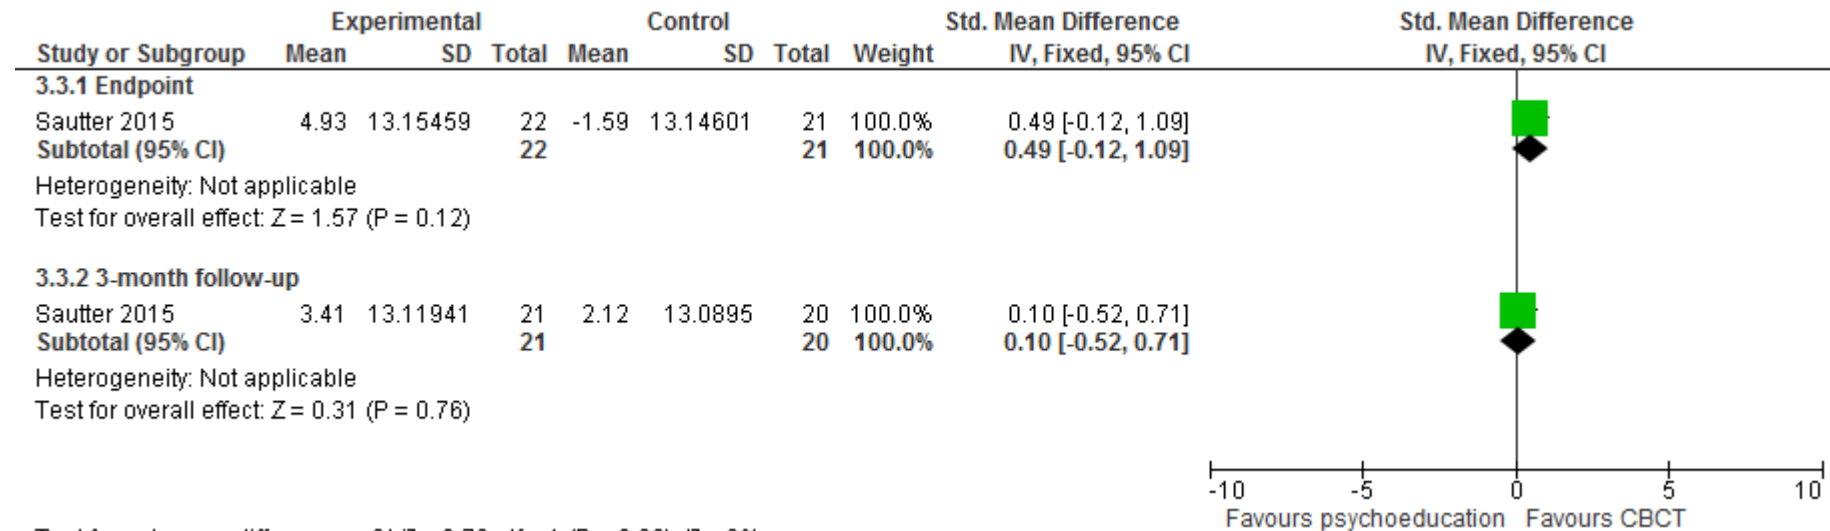 Experimental Control Std. Mean Difference Std. Mean Difference
Study or Subgroup Mean SD Total Mean SD Total Weight IV, Fixed, 95% CI IV, Fixed, 95% CI
3.3.1 Endpoint
Sautter 2015 4.93 13.15459 22 -1.59 13.14601 21 100.0% 0.49 [-0.12, 1.09]
Subtotal (95% CI) 22 21 100.0% 0.49 [-0.12, 1.09]
Heterogeneity: Not applicable
Test for overall effect: Z = 1.57 (P = 0.12)
3.3.2 3-month follow-up
Sautter 2015 3.41 13.11941 21 2.12 13.0895 20 100.0% 0.10 [-0.52, 0.71]
Subtotal (95% CI) 21 20 100.0% 0.10 [-0.52, 0.71]
Heterogeneity: Not applicable
Test for overall effect: Z = 0.31 (P = 0.76)
-10 -5 0 5 10
Favours psychoeducation Favours CBCT